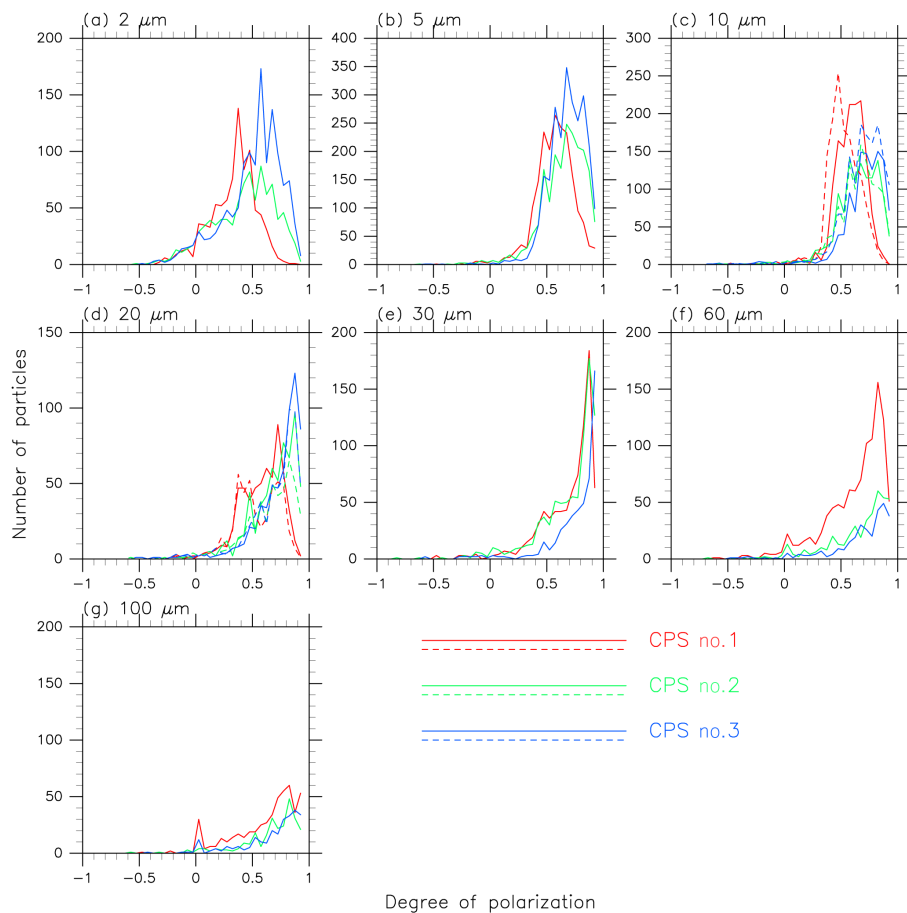 (a) 2 μm
(b) 5 μm
(c) 10 μm
200
150
100
50
0
400
350
300
250
200
150
100
50
0
300
250
200
150
100
50
0
−1 −0.5 0 0.5 1
−1 −0.5 0 0.5 1
−1 −0.5 0 0.5 1
(d) 20 μm
(e) 30 μm
(f) 60 μm
150
100
50
0
200
150
100
50
0
200
150
100
50
0
−1 −0.5 0 0.5 1
−1 −0.5 0 0.5 1
−1 −0.5 0 0.5 1
Number of particles
(g) 100 μm
200
150
100
50
0
−1 −0.5 0 0.5 1
CPS no.1
CPS no.2
CPS no.3
Degree of polarization